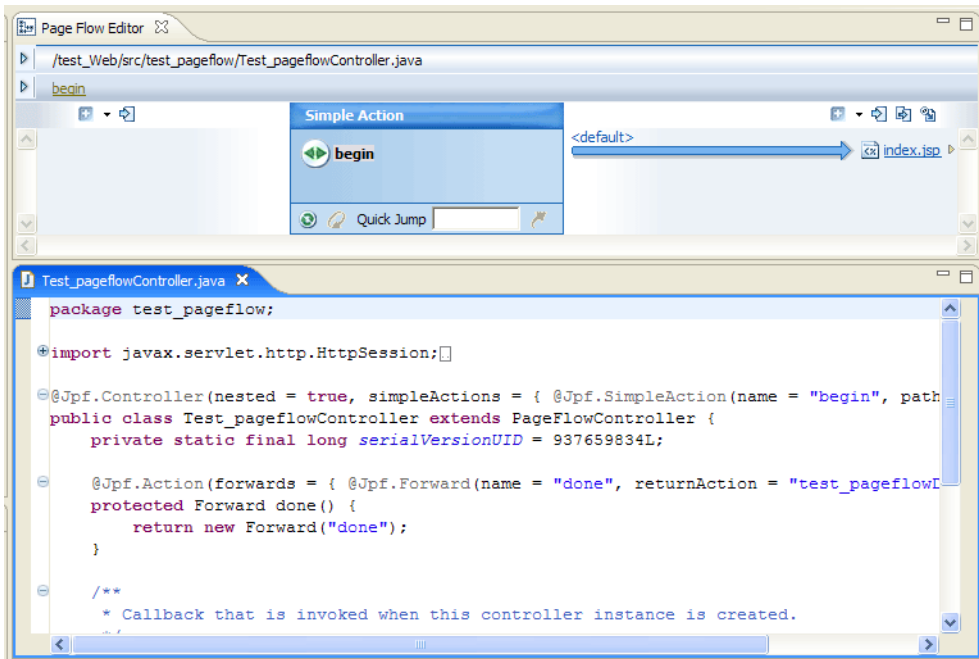 Page Flow Editor
/test_Web/src/test_pageflow/Test_pageflowController.java
begin
Simple Action
begin
<default>
index.jsp
Quick Jump
Test_pageflowController.java
package test_pageflow;
import javax.servlet.http.HttpSession;
@Jpf.Controller(nested = true, simpleActions = { @Jpf.SimpleAction(name = "begin", path
public class Test_pageflowController extends PageFlowController {
private static final long serialVersionUID = 937659834L;
@Jpf.Action(forwards = { @Jpf.Forward(name = "done", returnAction = "test_pageflowD
protected Forward done() {
return new Forward("done");
}
/**
* Callback that is invoked when this controller instance is created.
*/